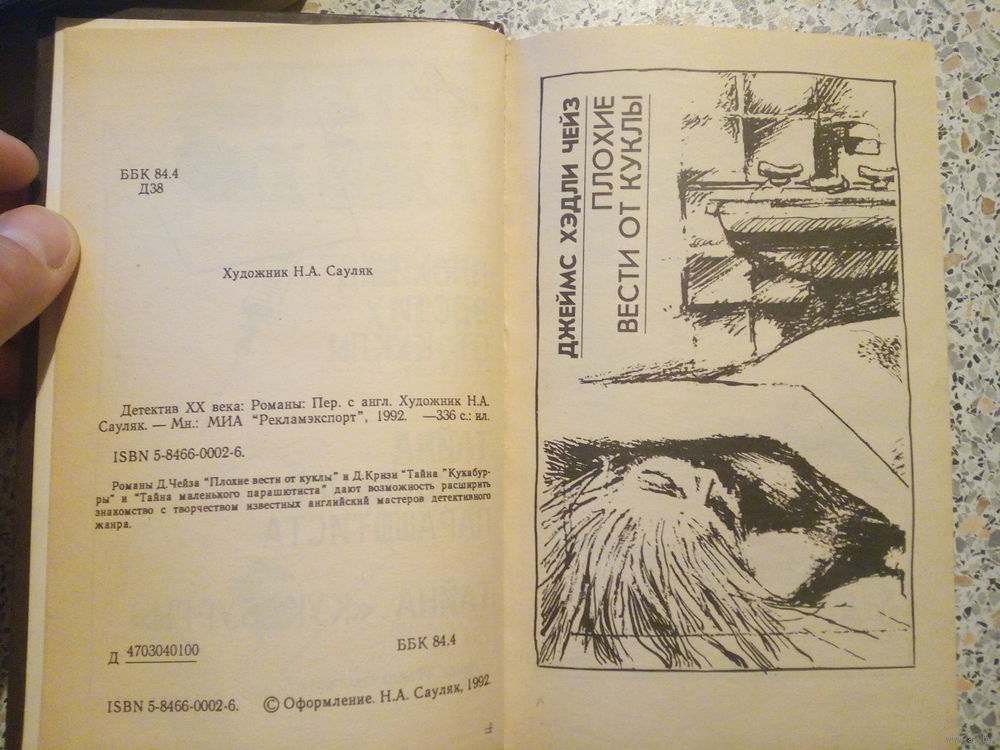 ББК 84.4
Д38
Художник Н.А. Сауляк
Детектив XX века: Романы: Пер. с англ. Художник Н.А.
Сауляк. — Мн.: МИА "Рекламэкспорт", 1992. —336 с.: ил.
ISBN 5-8466-0002-6.
Романы Д.Чейза "Плохие вести от куклы" и Д.Кризи "Тайна "Кукабур-
ры" и "Тайна маленького парашютиста" дают возможность расширить
знакомство с творчеством известных английский мастеров детективного
жанра.
Д 4703040100
ББК 84.4
ISBN 5-8466-0002-6.
© Оформление. Н.А. Сауляк, 1992
ДЖЕЙМС ХЭДЛИ ЧЕЙЗ
ПЛОХИЕ
ВЕСТИ ОТ КУКЛЫ